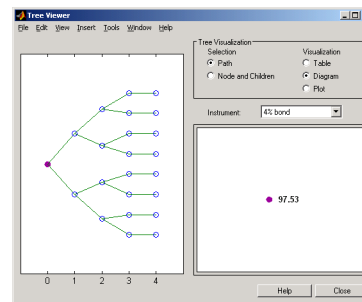 Tree Viewer
File Edit View Insert Tools Window Help
Tree Visualization
Selection
Visualization
Path
Table
Node and Children
Diagram
Plot
Instrument: 4% bond
97.53
0 1 2 3 4
Help Close